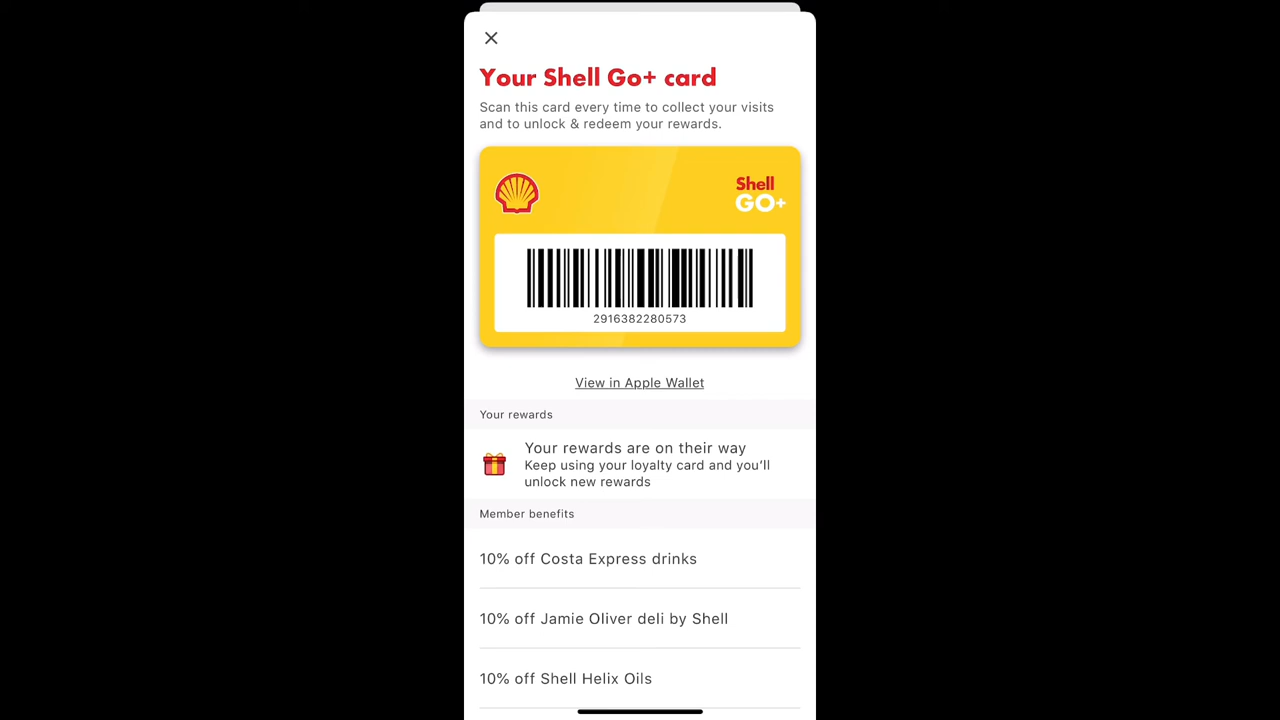 Your Shell Go+ card
Scan this card every time to collect your visits
and to unlock & redeem your rewards.
Shell
GO+
2916382280573
View in Apple Wallet
Your rewards
Your rewards are on their way
Keep using your loyalty card and you’ll
unlock new rewards
Member benefits
10% off Costa Express drinks
10% off Jamie Oliver deli by Shell
10% off Shell Helix Oils